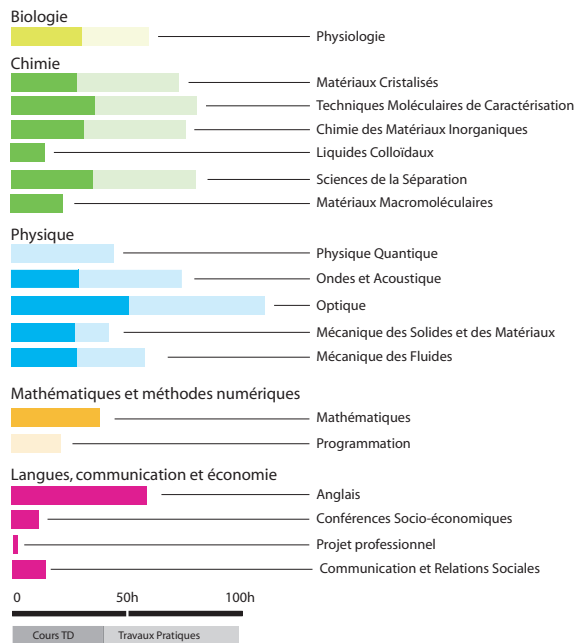 Biologie
Physiologie
Chimie
Matériaux Cristalisés
Techniques Moléculaires de Caractérisation
Chimie des Matériaux Inorganiques
Liquides Colloïdaux
Sciences de la Séparation
Matériaux Macromoléculaires
Physique
Physique Quantique
Ondes et Acoustique
Optique
Mécanique des Solides et des Matériaux
Mécanique des Fluides
Mathématiques et méthodes numériques
Mathématiques
Programmation
Langues, communication et économie
Anglais
Conférences Socio-économiques
Projet professionnel
Communication et Relations Sociales
0 50h 100h
Cours TD Travaux Pratiques